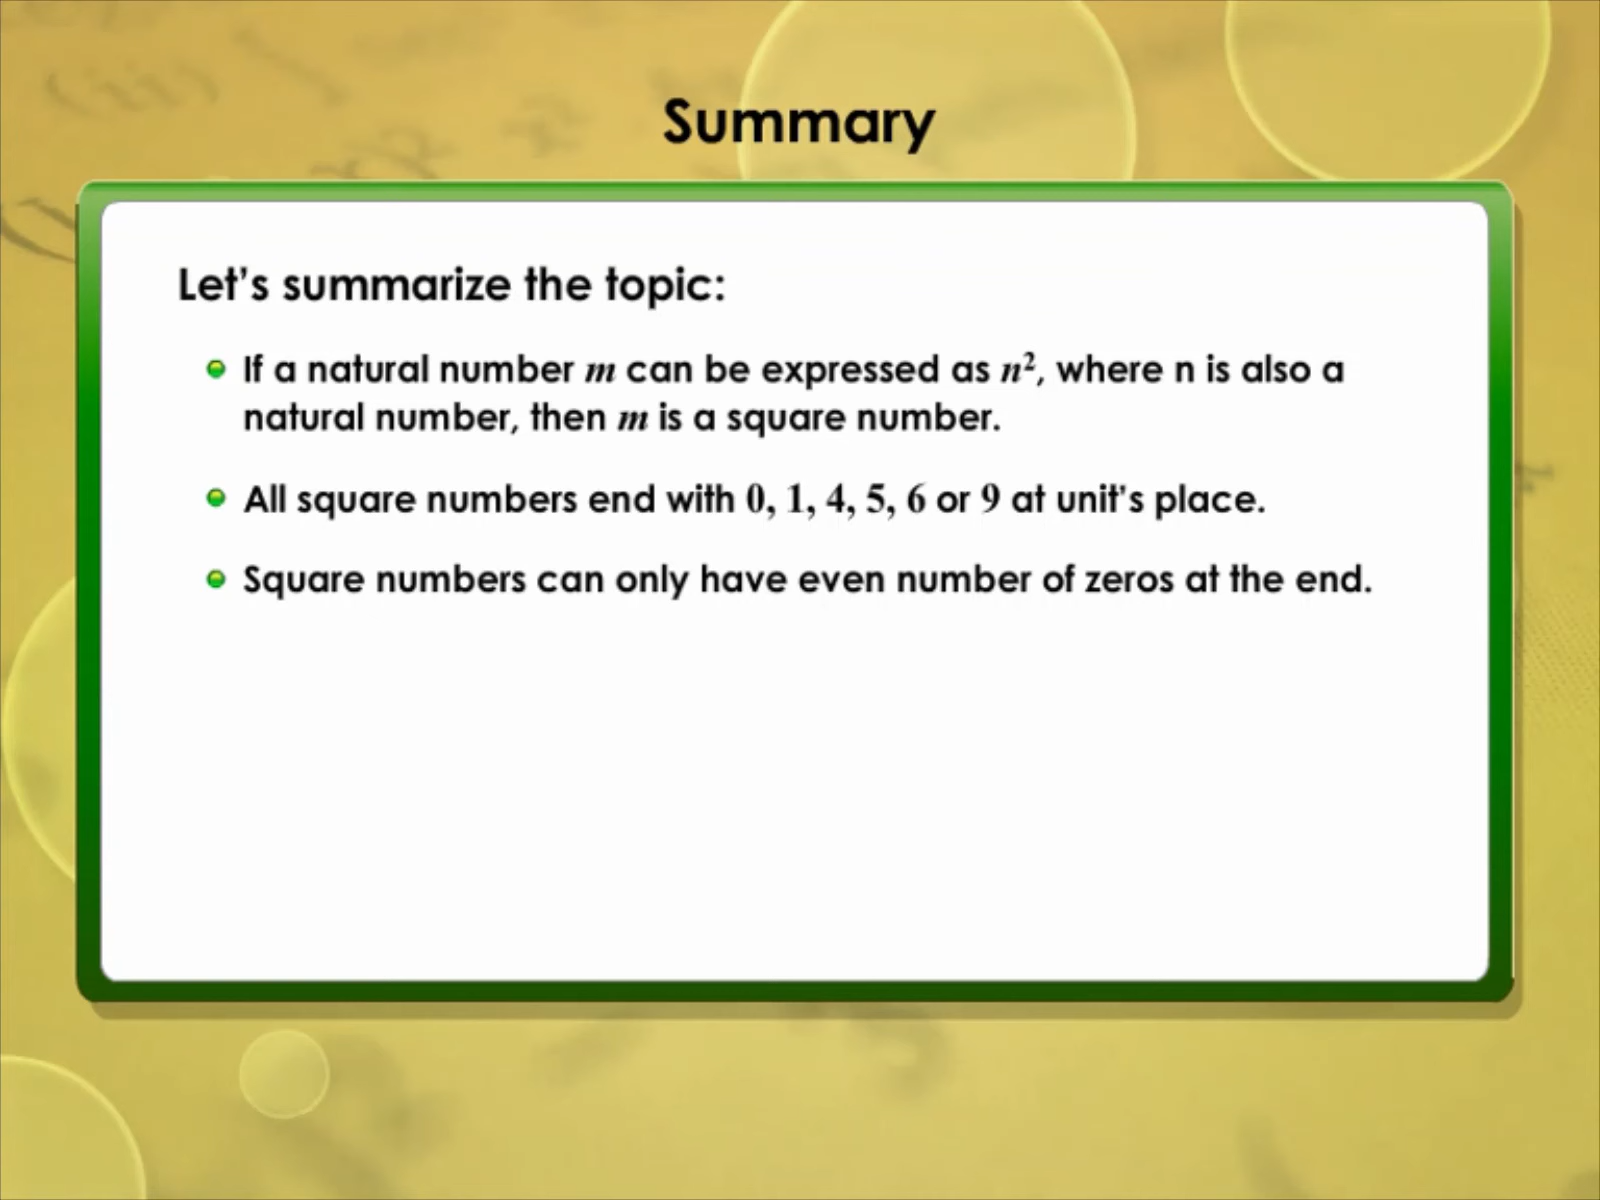 Summary
Let's summarize the topic:
If a natural number m can be expressed as n², where n is also a
natural number, then m is a square number.
All square numbers end with 0, 1, 4, 5, 6 or 9 at unit's place.
Square numbers can only have even number of zeros at the end.
(ii)